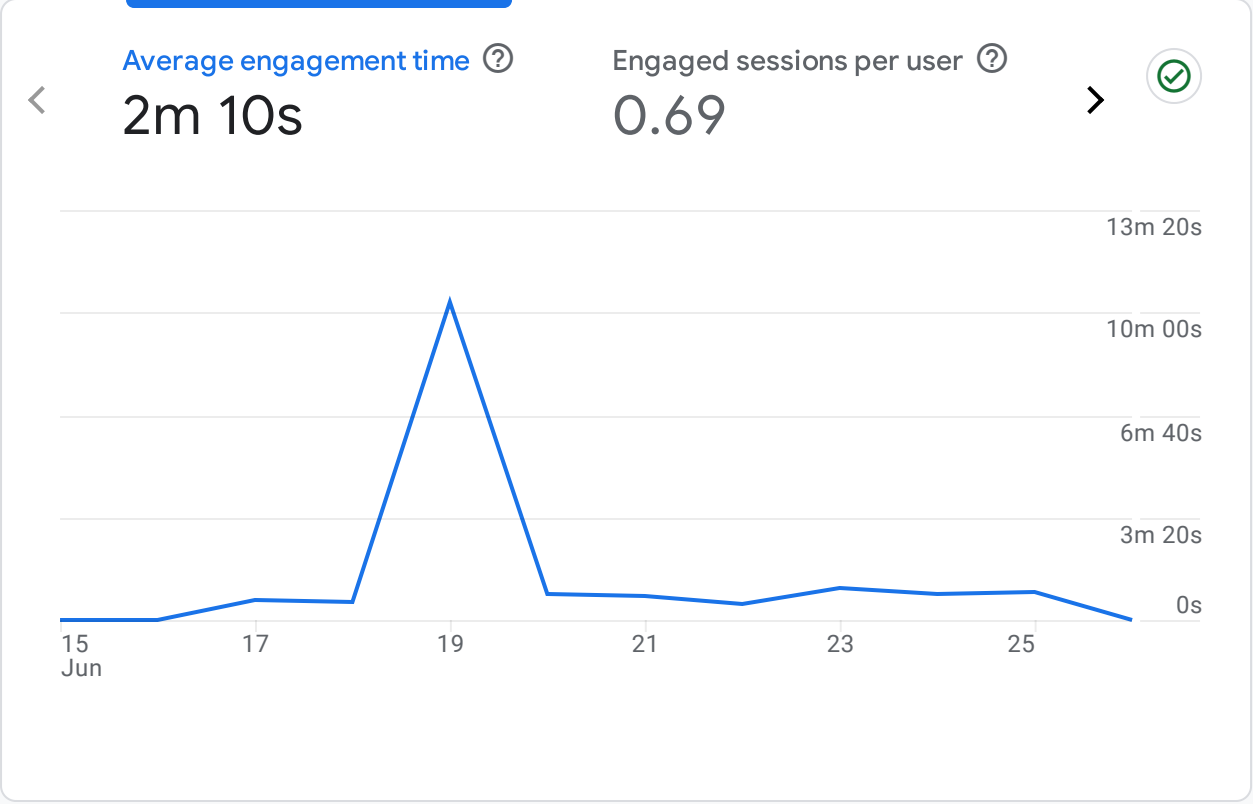 Average engagement time
2m 10s
Engaged sessions per user
0.69
13m 20s
10m 00s
6m 40s
3m 20s
0s
15 17 19 21 23 25
Jun